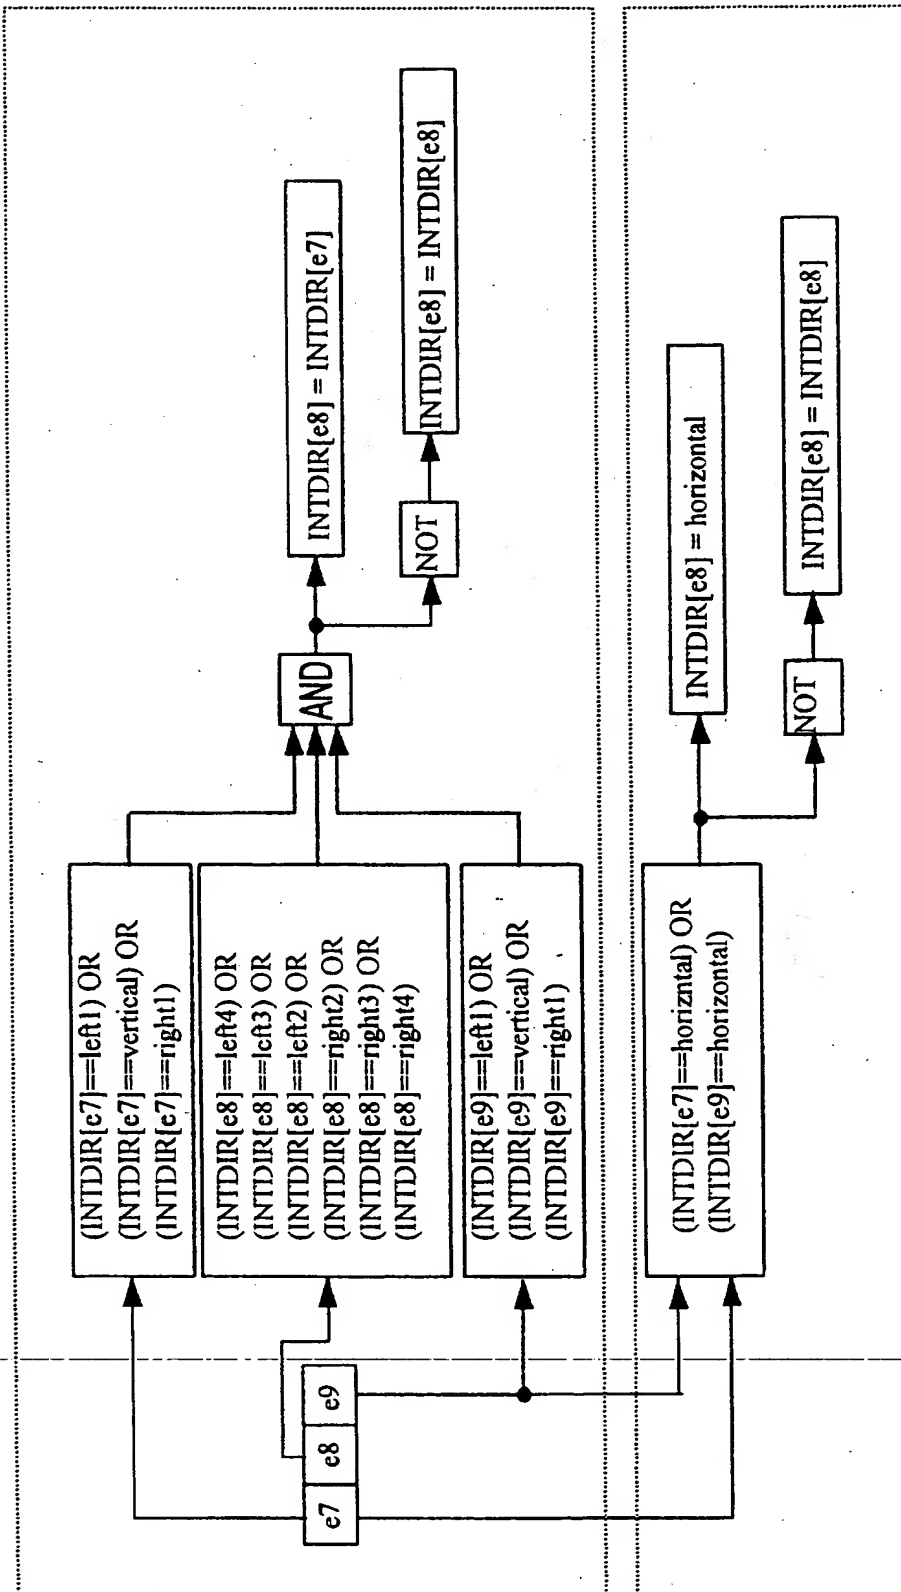 e7
e8
e9
(INTDIR[e7]==left1) OR
(INTDIR[e7]==vertical) OR
(INTDIR[e7]==right1)
(INTDIR[e8]==left4) OR
(INTDIR[e8]==left3) OR
(INTDIR[e8]==left2) OR
(INTDIR[e8]==right2) OR
(INTDIR[e8]==right3) OR
(INTDIR[e8]==right4)
(INTDIR[e9]==left1) OR
(INTDIR[e9]==vertical) OR
(INTDIR[e9]==right1)
AND
INTDIR[e8] = INTDIR[e7]
NOT
INTDIR[e8] = INTDIR[e8]
(INTDIR[e7]==horizntal) OR
(INTDIR[e9]==horizontal)
INTDIR[e8] = horizontal
NOT
INTDIR[e8] = INTDIR[e8]